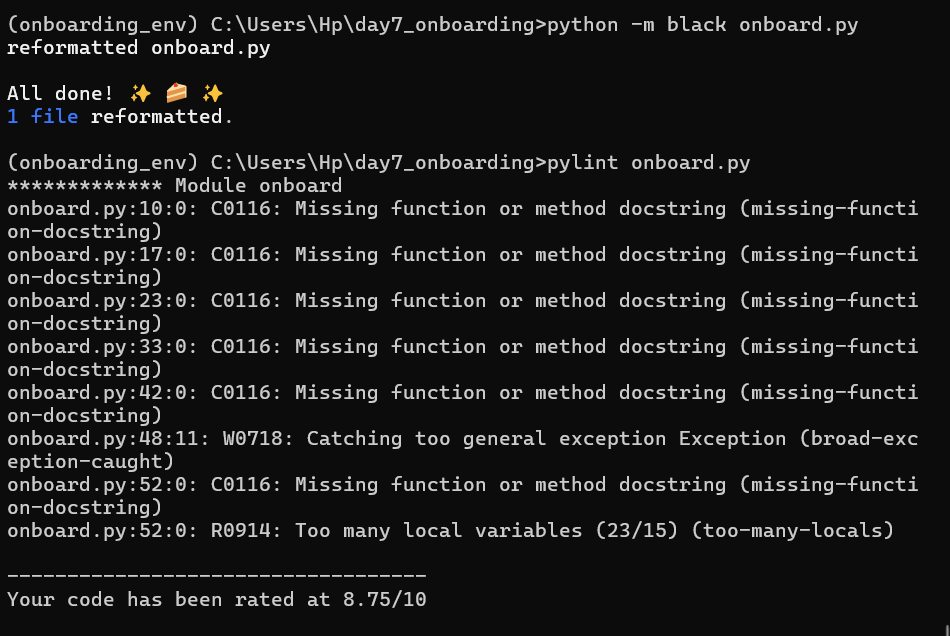 (onboarding_env) C:\Users\Hp\day7_onboarding>python -m black onboard.py
reformatted onboard.py
All done! ✨ 🍰 ✨
1 file reformatted.
(onboarding_env) C:\Users\Hp\day7_onboarding>pylint onboard.py
************* Module onboard
onboard.py:10:0: C0116: Missing function or method docstring (missing-functi
on-docstring)
onboard.py:17:0: C0116: Missing function or method docstring (missing-functi
on-docstring)
onboard.py:23:0: C0116: Missing function or method docstring (missing-functi
on-docstring)
onboard.py:33:0: C0116: Missing function or method docstring (missing-functi
on-docstring)
onboard.py:42:0: C0116: Missing function or method docstring (missing-functi
on-docstring)
onboard.py:48:11: W0718: Catching too general exception Exception (broad-exc
eption-caught)
onboard.py:52:0: C0116: Missing function or method docstring (missing-functi
on-docstring)
onboard.py:52:0: R0914: Too many local variables (23/15) (too-many-locals)
-----------------------------------
Your code has been rated at 8.75/10